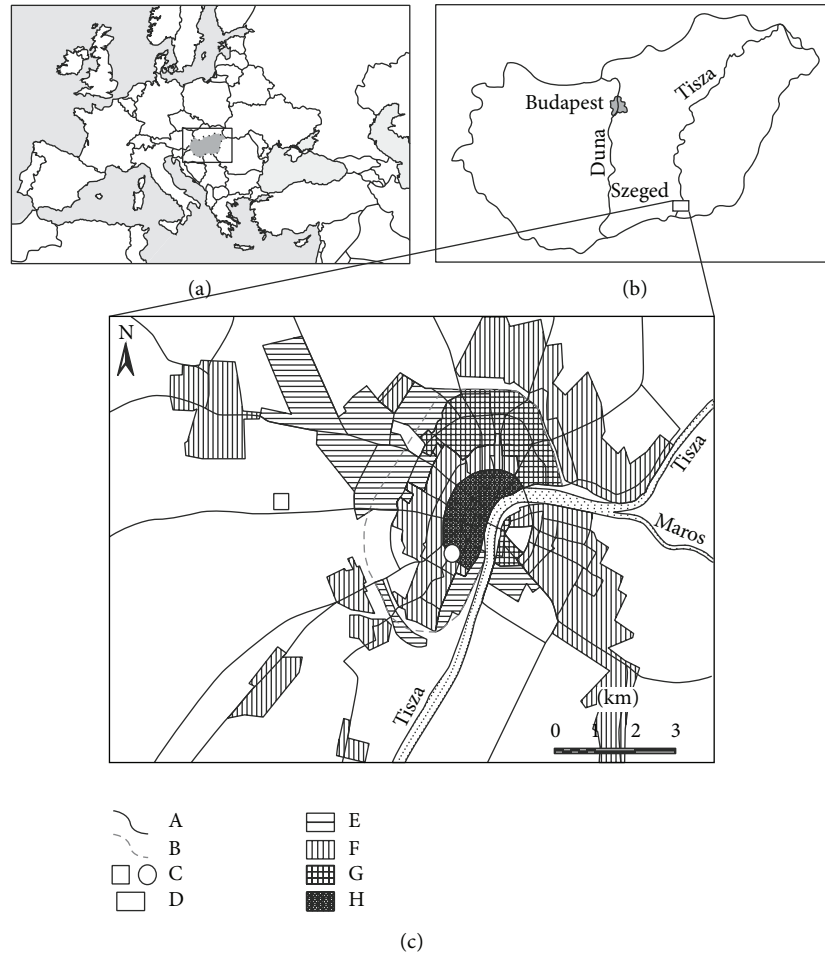 Budapest
Tisza
Duna
Szeged
(a)
(b)
N
Tisza
Maros
Tisza
(km)
0 1 2 3
A
B
C
D
E
F
G
H
(c)